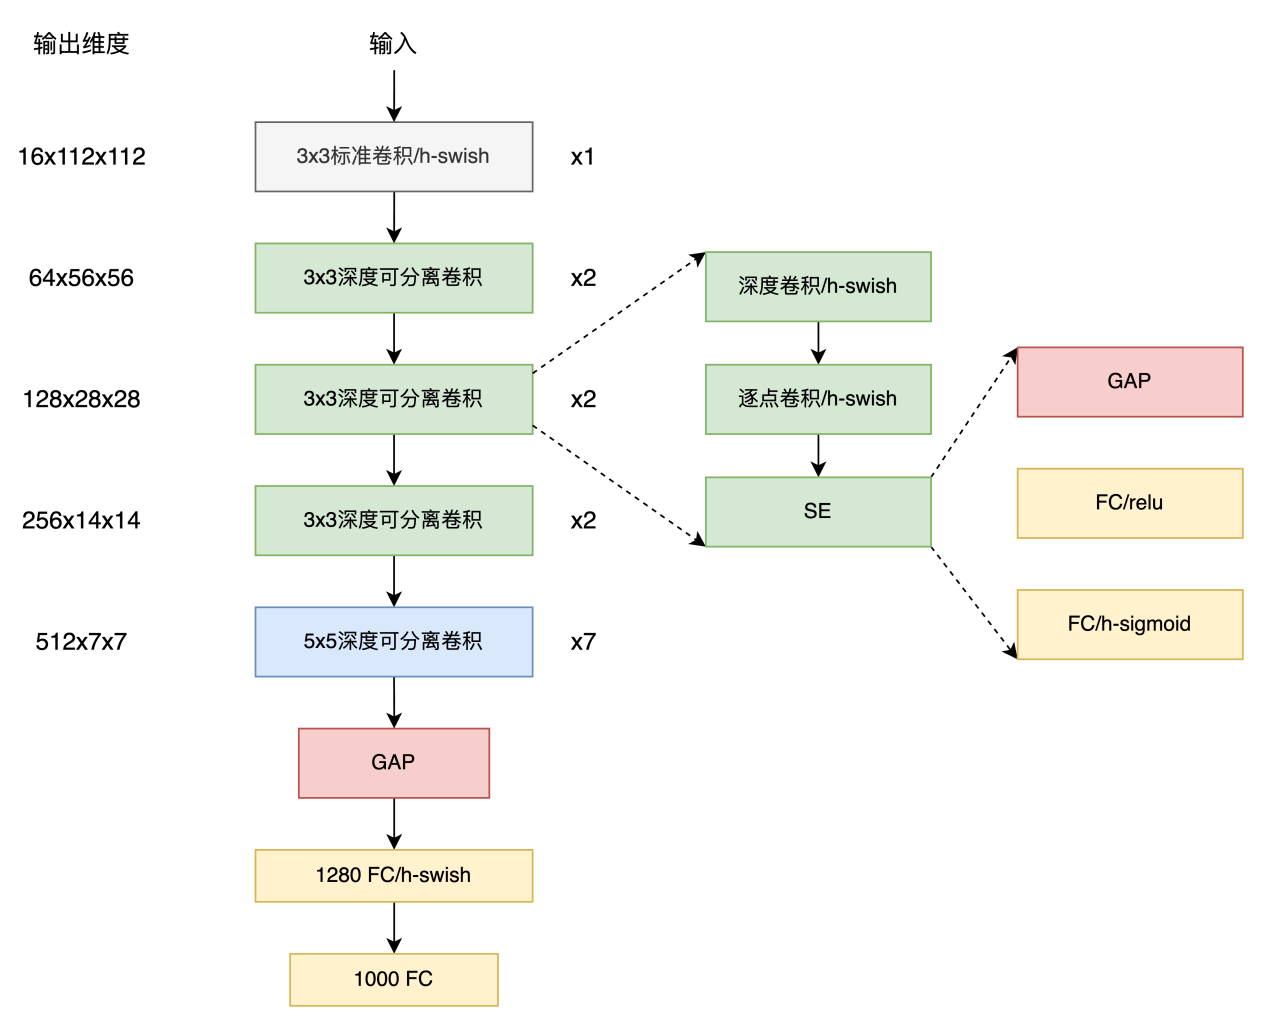 输出维度
输入
16x112x112
3x3标准卷积/h-swish
x1
64x56x56
3x3深度可分离卷积
x2
128x28x28
3x3深度可分离卷积
x2
256x14x14
3x3深度可分离卷积
x2
512x7x7
5x5深度可分离卷积
x7
GAP
1280 FC/h-swish
1000 FC
深度卷积/h-swish
逐点卷积/h-swish
SE
GAP
FC/relu
FC/h-sigmoid